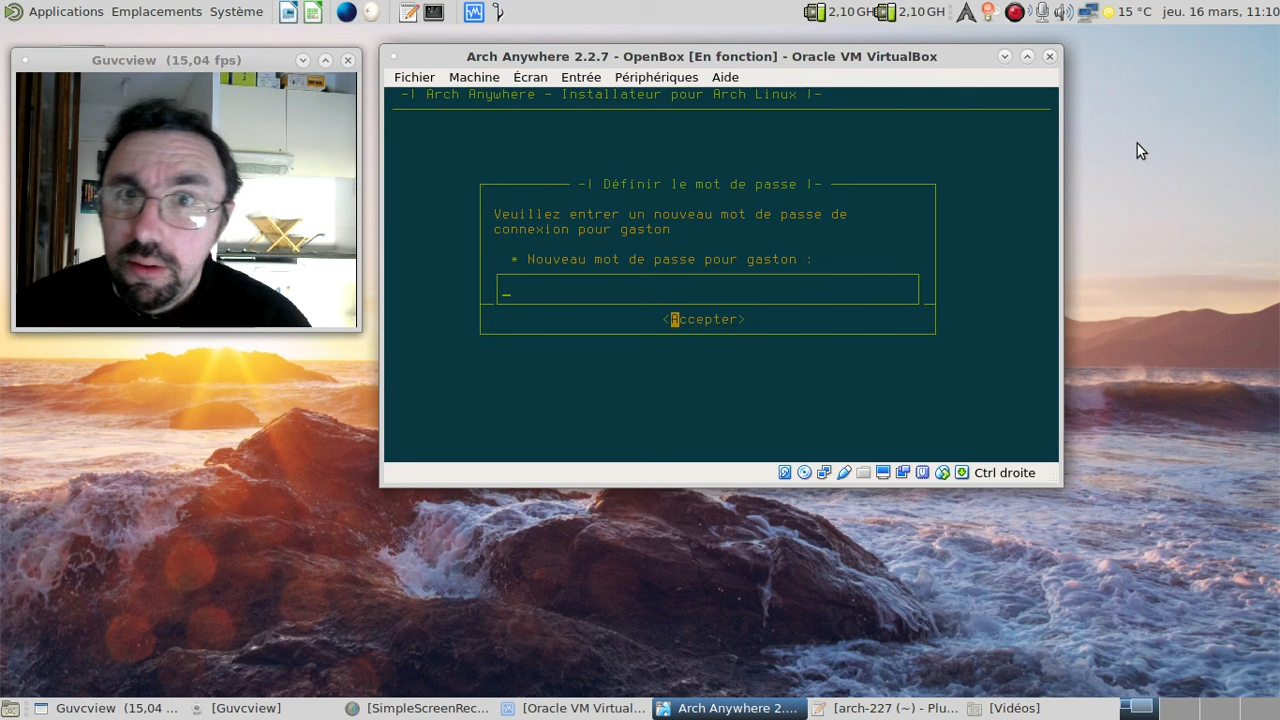 Applications Emplacements Système
2,10 GH 2,10 GH 15 °C jeu. 16 mars, 11:10
Guvcview (15,04 fps)
Arch Anywhere 2.2.7 - OpenBox [En fonction] - Oracle VM VirtualBox
Fichier Machine Écran Entrée Périphériques Aide
-| Arch Anywhere - Installateur pour Arch Linux |-
-| Définir le mot de passe |-
Veuillez entrer un nouveau mot de passe de
connexion pour gaston
* Nouveau mot de passe pour gaston :
_
<Accepter>
Ctrl droite
Guvcview (15,04 ... [Guvcview] [SimpleScreenRec... [Oracle VM Virtual... Arch Anywhere 2.... [arch-227 (~) - Plu... [Vidéos]